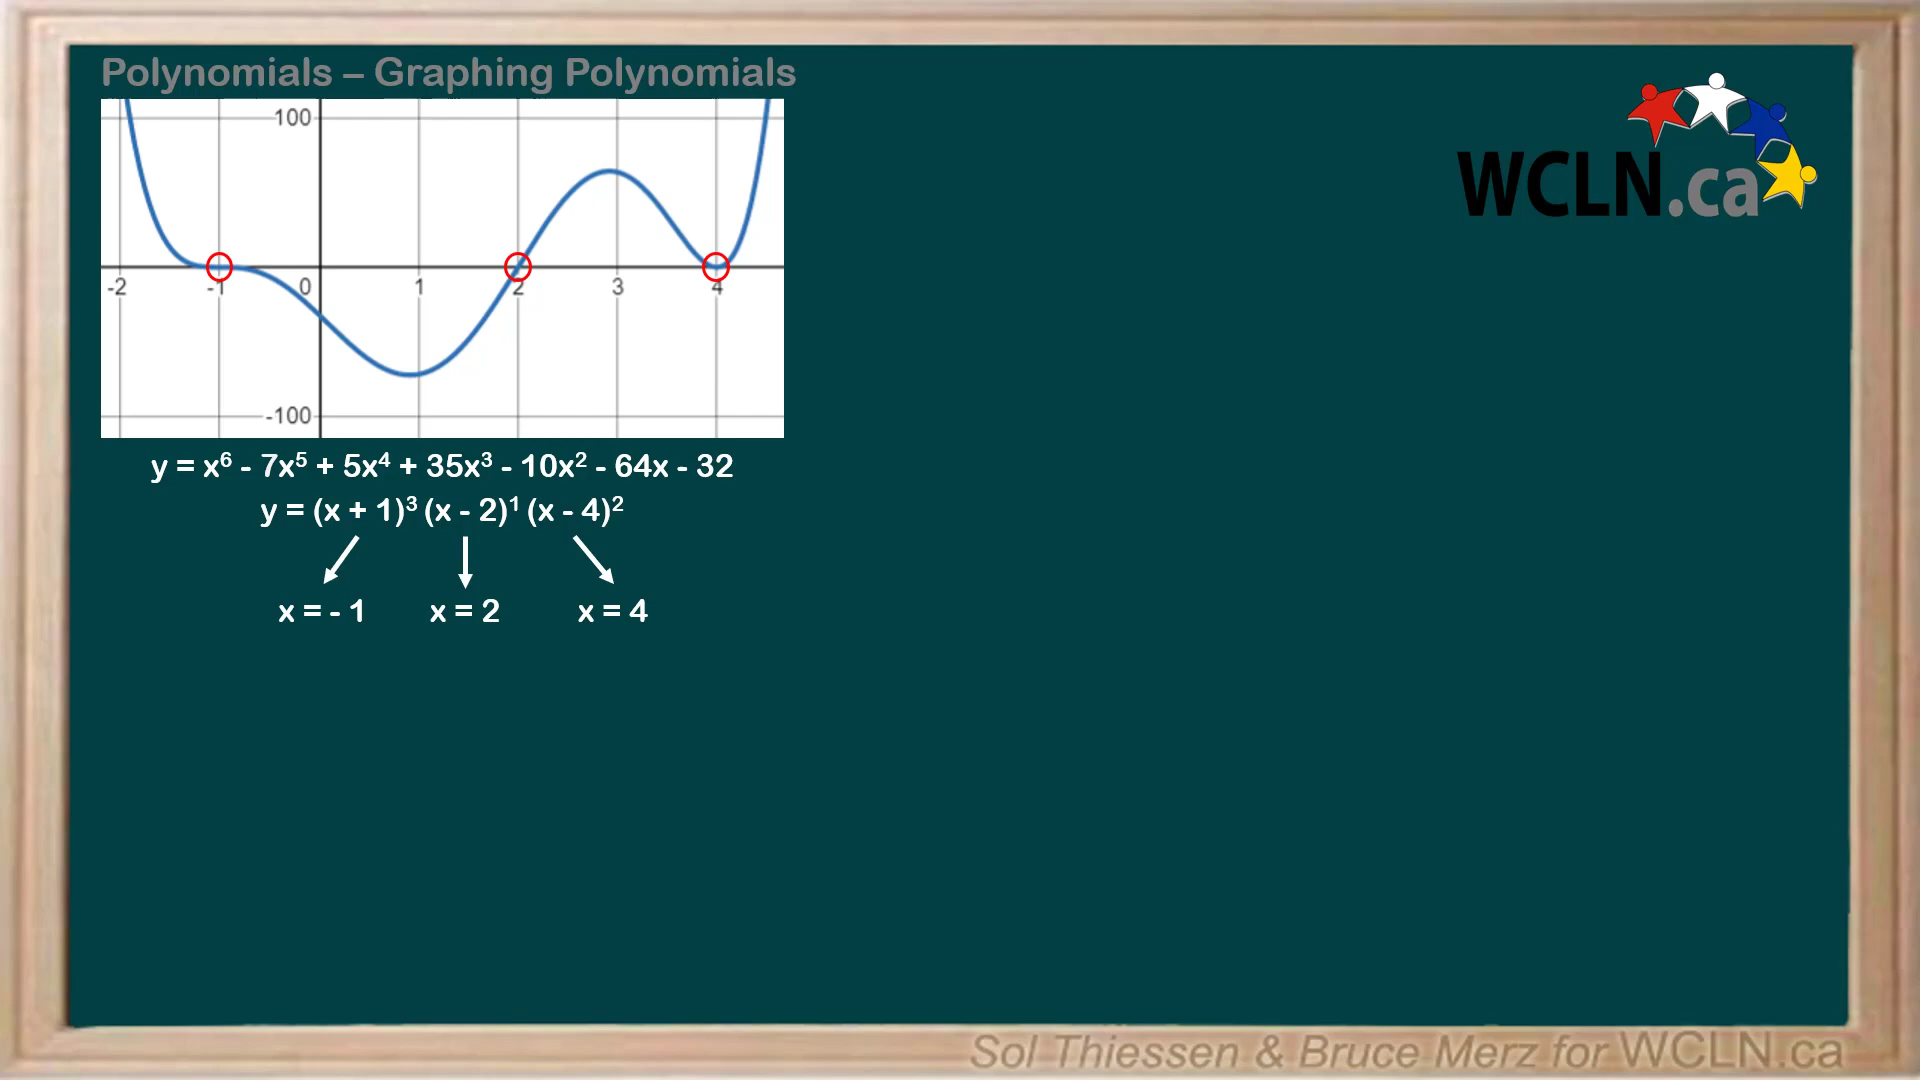 Polynomials – Graphing Polynomials
WCLN.ca
100
-2 -1 0 1 2 3 4
-100
y = x⁶ - 7x⁵ + 5x⁴ + 35x³ - 10x² - 64x - 32
y = (x + 1)³ (x - 2)¹ (x - 4)²
x = - 1 x = 2 x = 4
Sol Thiessen & Bruce Merz for WCLN.ca